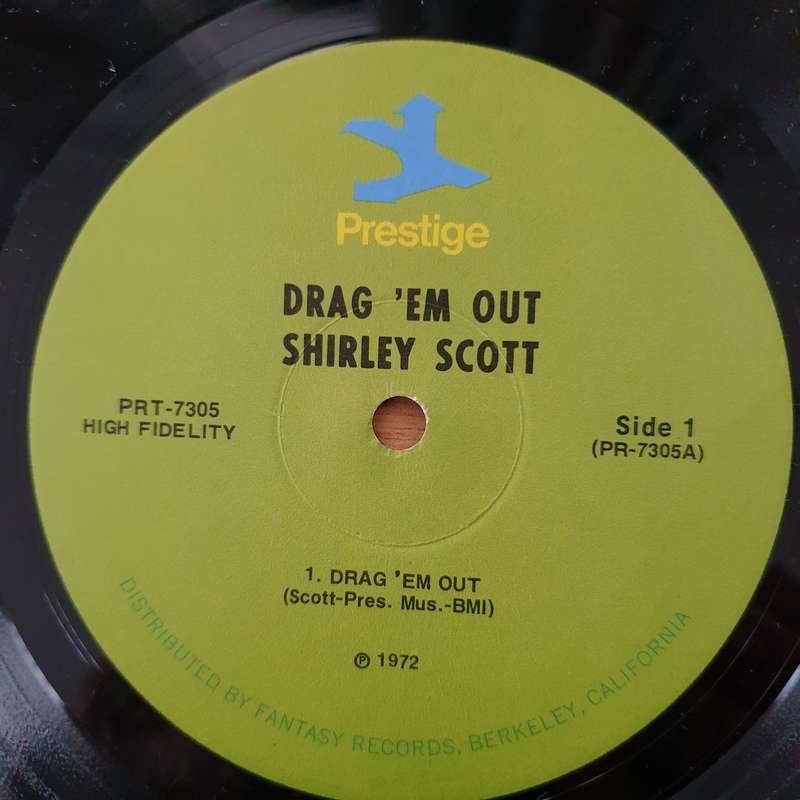 Prestige
DRAG 'EM OUT
SHIRLEY SCOTT
PRT-7305
HIGH FIDELITY
Side 1
(PR-7305A)
1. DRAG 'EM OUT
(Scott-Pres. Mus.-BMI)
℗ 1972
DISTRIBUTED BY FANTASY RECORDS, BERKELEY, CALIFORNIA